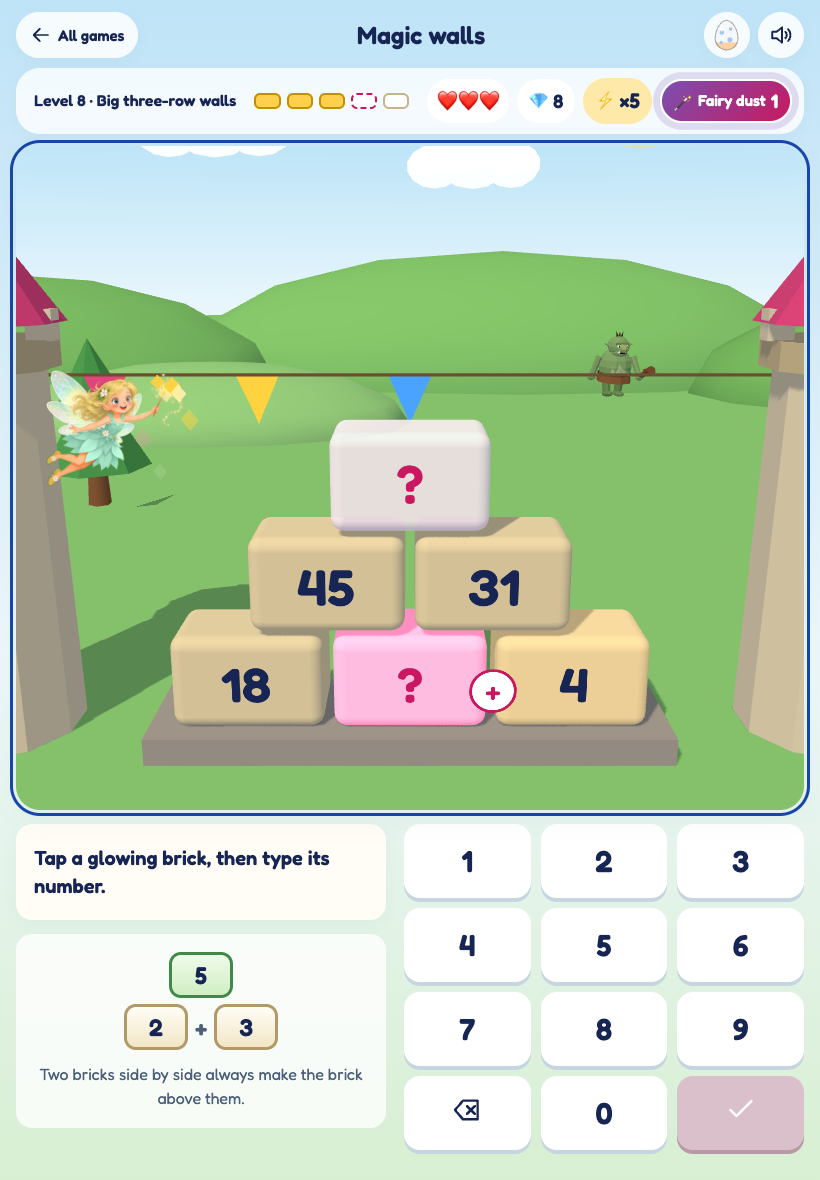 All games
Magic walls
Level 8 · Big three-row walls
8
x5
Fairy dust 1
?
45 31
18 ? + 4
Tap a glowing brick, then type its
number.
5
2 + 3
Two bricks side by side always make the brick
above them.
1 2 3
4 5 6
7 8 9
0